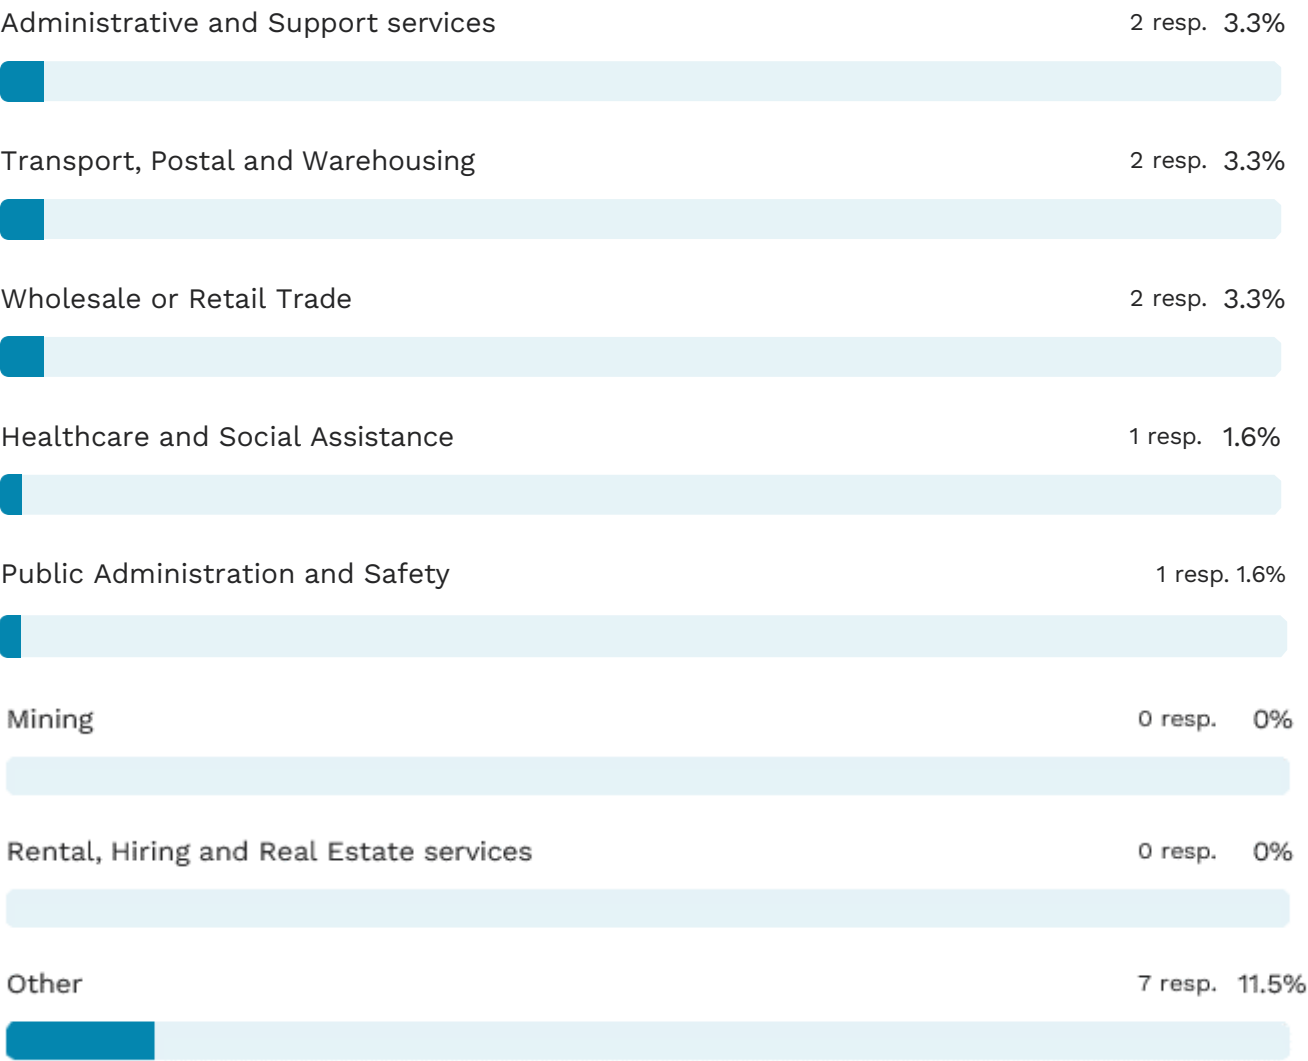 Administrative and Support services 2 resp. 3.3%
Transport, Postal and Warehousing 2 resp. 3.3%
Wholesale or Retail Trade 2 resp. 3.3%
Healthcare and Social Assistance 1 resp. 1.6%
Public Administration and Safety 1 resp. 1.6%
Mining 0 resp. 0%
Rental, Hiring and Real Estate services 0 resp. 0%
Other 7 resp. 11.5%